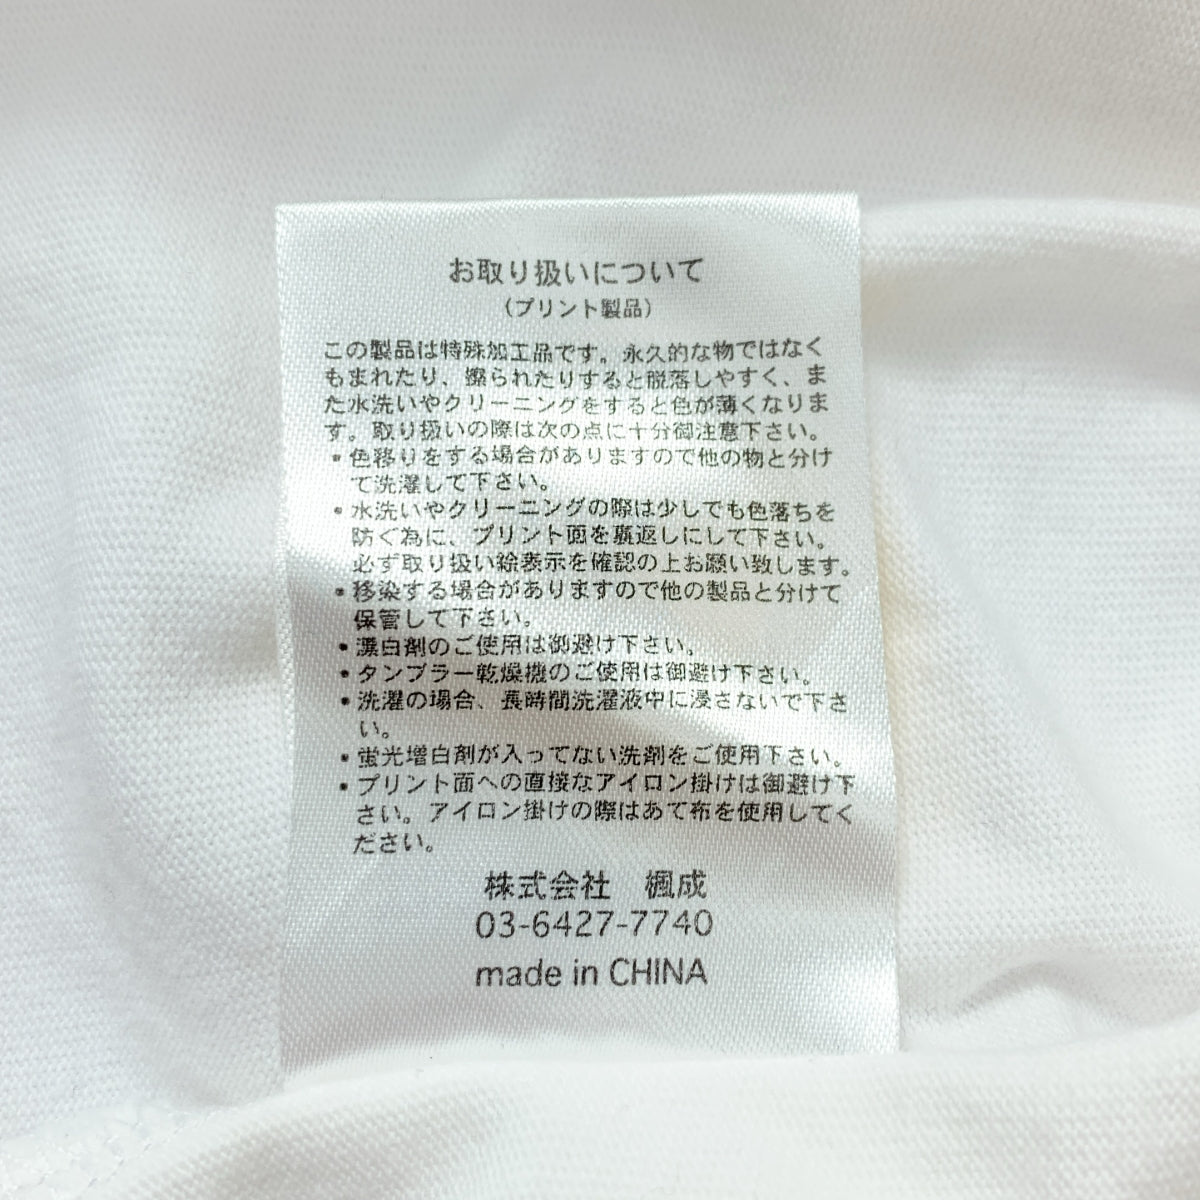 お取り扱いについて
（プリント製品）
この製品は特殊加工品です。永久的な物ではなく
もまれたり、擦られたりすると脱落しやすく、ま
た水洗いやクリーニングをすると色が薄くなりま
す。取り扱いの際は次の点に十分御注意下さい。
・色移りをする場合がありますので他の物と分け
て洗濯して下さい。
・水洗いやクリーニングの際は少しでも色落ちを
防ぐ為に、プリント面を裏返しにして下さい。
必ず取り扱い絵表示を確認の上お願い致します。
・移染する場合がありますので他の製品と分けて
保管して下さい。
・漂白剤のご使用は御避け下さい。
・タンブラー乾燥機のご使用は御避け下さい。
・洗濯の場合、長時間洗濯液中に浸さないで下さ
い。
・蛍光増白剤が入ってない洗剤をご使用下さい。
・プリント面への直接なアイロン掛けは御避け下
さい。アイロン掛けの際はあて布を使用してく
ださい。
株式会社　楓成
03-6427-7740
made in CHINA